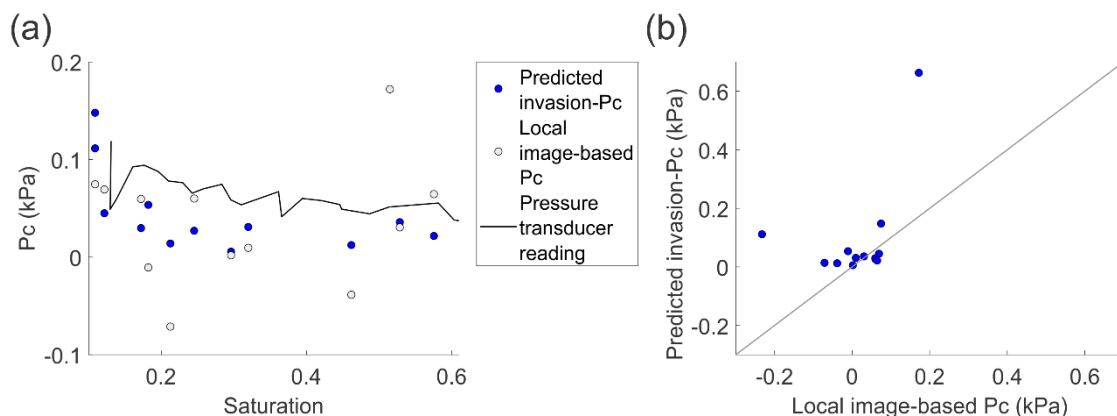 (a)
0.2
0.1
0
-0.1
Pc (kPa)
0.2
0.4
0.6
Saturation
Predicted
invasion-Pc
Local
image-based
Pc
Pressure
transducer
reading
(b)
0.6
0.4
0.2
0
-0.2
Predicted invasion-Pc (kPa)
-0.2
0
0.2
0.4
0.6
Local image-based Pc (kPa)